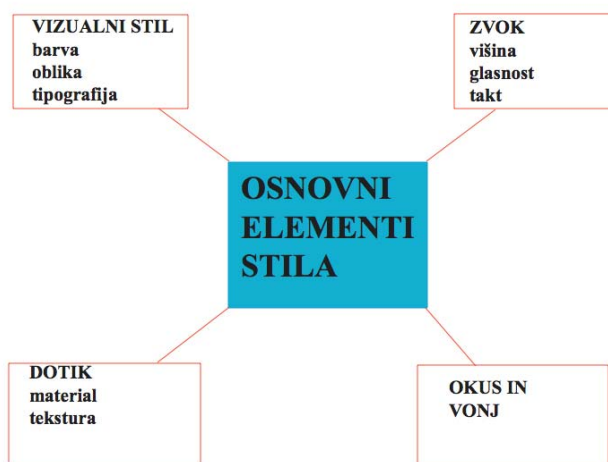 VIZUALNI STIL
barva
oblika
tipografija
ZVOK
višina
glasnost
takt
OSNOVNI
ELEMENTI
STILA
DOTIK
material
tekstura
OKUS IN
VONJ